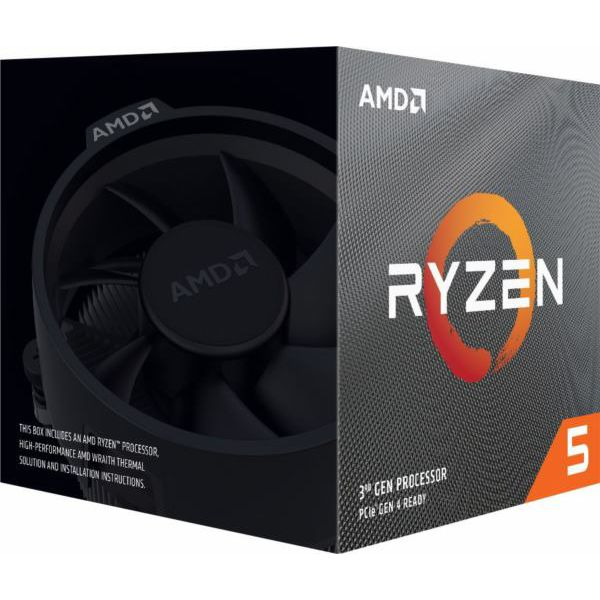 AMD
AMD
THIS BOX INCLUDES AN AMD RYZEN™ PROCESSOR,
HIGH-PERFORMANCE AMD WRAITH THERMAL
SOLUTION AND INSTALLATION INSTRUCTIONS.
AMD
RYZEN
5
3RD GEN PROCESSOR
PCIe GEN 4 READY